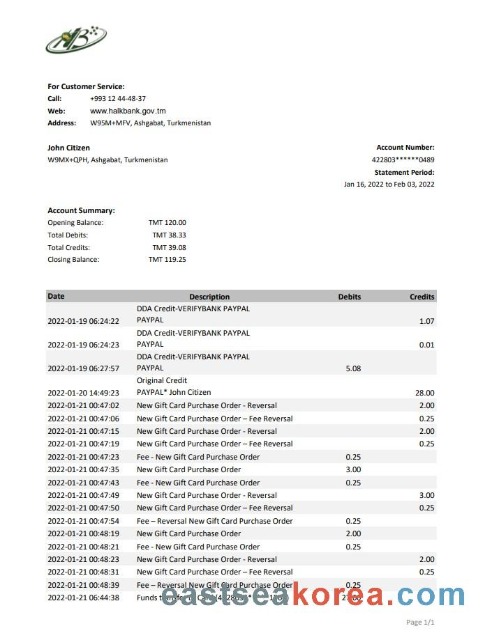 HB
For Customer Service:
Call: +993 12 44-48-37
Web: www.halkbank.gov.tm
Address: W95M+MFV, Ashgabat, Turkmenistan
John Citizen
W9MX+QPH, Ashgabat, Turkmenistan
Account Number:
422803******0489
Statement Period:
Jan 16, 2022 to Feb 03, 2022
Account Summary:
Opening Balance: TMT 120.00
Total Debits: TMT 38.33
Total Credits: TMT 39.08
Closing Balance: TMT 119.25
Date Description Debits Credits
DDA Credit-VERIFYBANK PAYPAL
2022-01-19 06:24:22 PAYPAL 1.07
DDA Credit-VERIFYBANK PAYPAL
2022-01-19 06:24:23 PAYPAL 0.01
DDA Credit-VERIFYBANK PAYPAL
2022-01-19 06:27:57 PAYPAL 5.08
Original Credit
2022-01-20 14:49:23 PAYPAL* John Citizen 28.00
2022-01-21 00:47:02 New Gift Card Purchase Order - Reversal 2.00
2022-01-21 00:47:06 New Gift Card Purchase Order – Fee Reversal 0.25
2022-01-21 00:47:15 New Gift Card Purchase Order - Reversal 2.00
2022-01-21 00:47:19 New Gift Card Purchase Order – Fee Reversal 0.25
2022-01-21 00:47:23 Fee - New Gift Card Purchase Order 0.25
2022-01-21 00:47:35 New Gift Card Purchase Order 3.00
2022-01-21 00:47:43 Fee - New Gift Card Purchase Order 0.25
2022-01-21 00:47:49 New Gift Card Purchase Order - Reversal 3.00
2022-01-21 00:47:50 New Gift Card Purchase Order – Fee Reversal 0.25
2022-01-21 00:47:54 Fee – Reversal New Gift Card Purchase Order 0.25
2022-01-21 00:48:19 New Gift Card Purchase Order 2.00
2022-01-21 00:48:21 Fee - New Gift Card Purchase Order 0.25
2022-01-21 00:48:23 New Gift Card Purchase Order - Reversal 2.00
2022-01-21 00:48:31 New Gift Card Purchase Order – Fee Reversal 0.25
2022-01-21 00:48:39 Fee – Reversal New Gift Card Purchase Order 0.25
2022-01-21 06:44:38 Funds
eastseakorea.com
Page 1/1